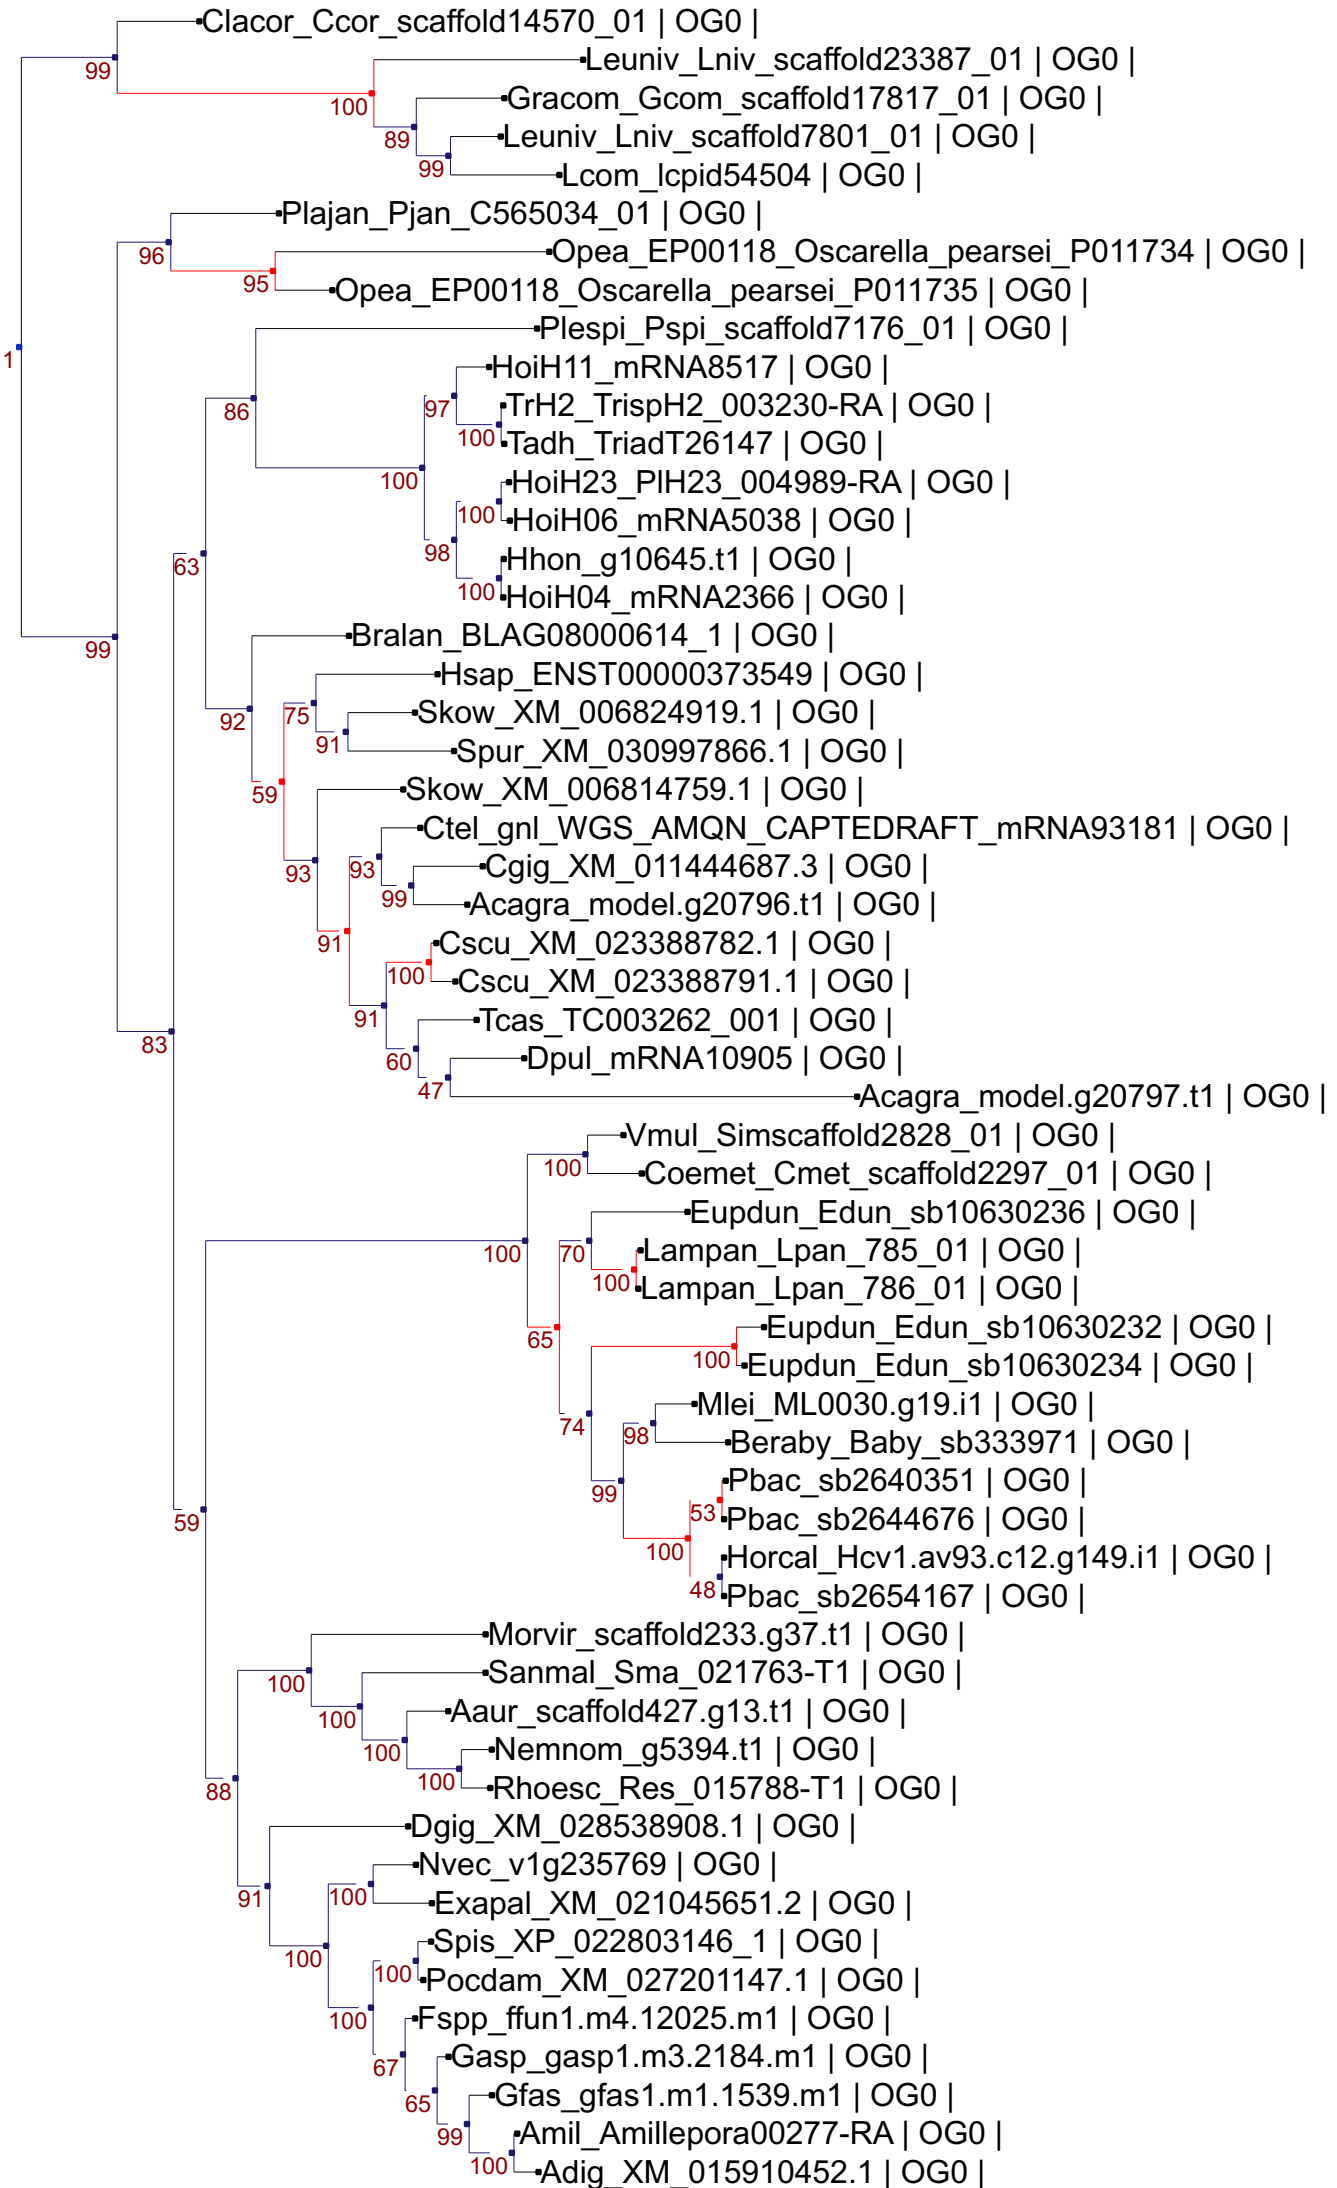 Clacor_Ccor_scaffold14570_01 | OG0 |
99
Leuniv_Lniv_scaffold23387_01 | OG0 |
100
Gracom_Gcom_scaffold17817_01 | OG0 |
89
Leuniv_Lniv_scaffold7801_01 | OG0 |
99
Lcom_lcpid54504 | OG0 |
Plajan_Pjan_C565034_01 | OG0 |
96
Opea_EP00118_Oscarella_pearsei_P011734 | OG0 |
95
Opea_EP00118_Oscarella_pearsei_P011735 | OG0 |
Plespi_Pspi_scaffold7176_01 | OG0 |
1
HoiH11_mRNA8517 | OG0 |
86
97
TrH2_TrispH2_003230-RA | OG0 |
100
Tadh_TriadT26147 | OG0 |
100
HoiH23_PlH23_004989-RA | OG0 |
100
HoiH06_mRNA5038 | OG0 |
98
Hhon_g10645.t1 | OG0 |
63
100
HoiH04_mRNA2366 | OG0 |
Bralan_BLAG08000614_1 | OG0 |
99
Hsap_ENST00000373549 | OG0 |
92
75
Skow_XM_006824919.1 | OG0 |
91
Spur_XM_030997866.1 | OG0 |
59
Skow_XM_006814759.1 | OG0 |
Ctel_gnl_WGS_AMQN_CAPTEDRAFT_mRNA93181 | OG0 |
93
93
Cgig_XM_011444687.3 | OG0 |
99
Acagra_model.g20796.t1 | OG0 |
91
Cscu_XM_023388782.1 | OG0 |
100
Cscu_XM_023388791.1 | OG0 |
91
Tcas_TC003262_001 | OG0 |
83
60
Dpul_mRNA10905 | OG0 |
47
Acagra_model.g20797.t1 | OG0 |
Vmul_Simscaffold2828_01 | OG0 |
100
Coemet_Cmet_scaffold2297_01 | OG0 |
Eupdun_Edun_sb10630236 | OG0 |
100
70
Lampan_Lpan_785_01 | OG0 |
100
Lampan_Lpan_786_01 | OG0 |
65
Eupdun_Edun_sb10630232 | OG0 |
100
Eupdun_Edun_sb10630234 | OG0 |
Mlei_ML0030.g19.i1 | OG0 |
74
98
Beraby_Baby_sb333971 | OG0 |
99
Pbac_sb2640351 | OG0 |
53
Pbac_sb2644676 | OG0 |
59
100
Horcal_Hcv1.av93.c12.g149.i1 | OG0 |
48
Pbac_sb2654167 | OG0 |
Morvir_scaffold233.g37.t1 | OG0 |
100
Sanmal_Sma_021763-T1 | OG0 |
100
Aaur_scaffold427.g13.t1 | OG0 |
100
Nemnom_g5394.t1 | OG0 |
100
Rhoesc_Res_015788-T1 | OG0 |
88
Dgig_XM_028538908.1 | OG0 |
Nvec_v1g235769 | OG0 |
91
100
Exapal_XM_021045651.2 | OG0 |
Spis_XP_022803146_1 | OG0 |
100
100
Pocdam_XM_027201147.1 | OG0 |
100
Fspp_ffun1.m4.12025.m1 | OG0 |
67
Gasp_gasp1.m3.2184.m1 | OG0 |
65
Gfas_gfas1.m1.1539.m1 | OG0 |
99
Amil_Amillepora00277-RA | OG0 |
100
Adig_XM_015910452.1 | OG0 |